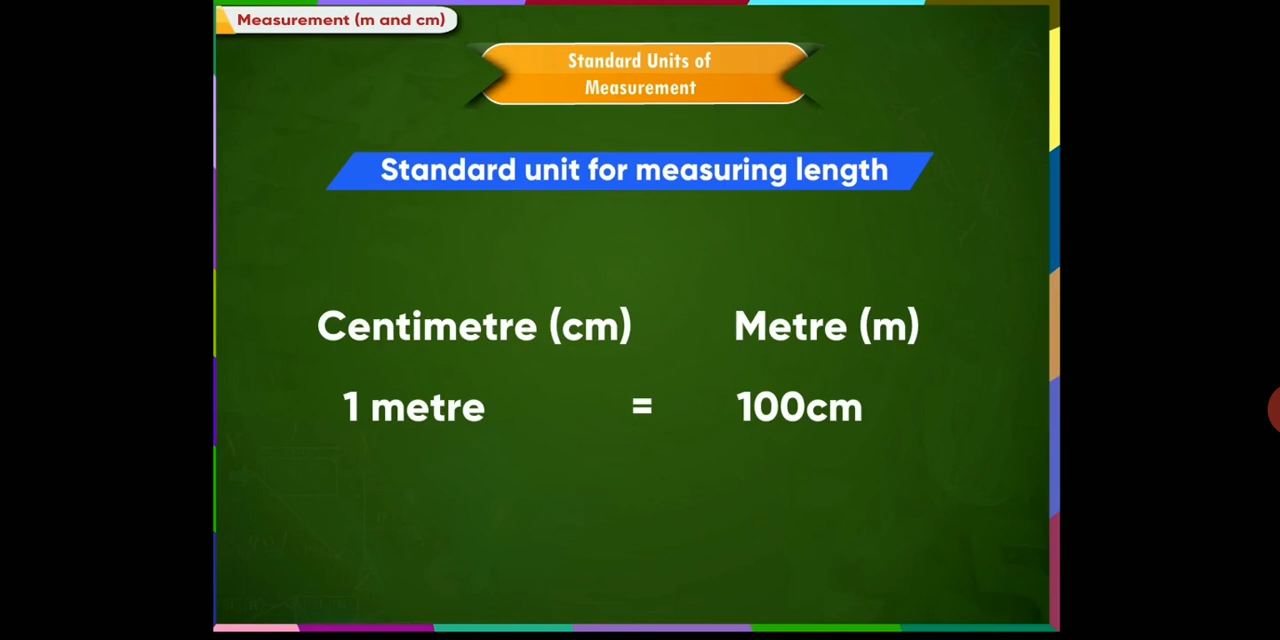 Measurement (m and cm)
Standard Units of
Measurement
Standard unit for measuring length
Centimetre (cm) Metre (m)
1 metre = 100cm